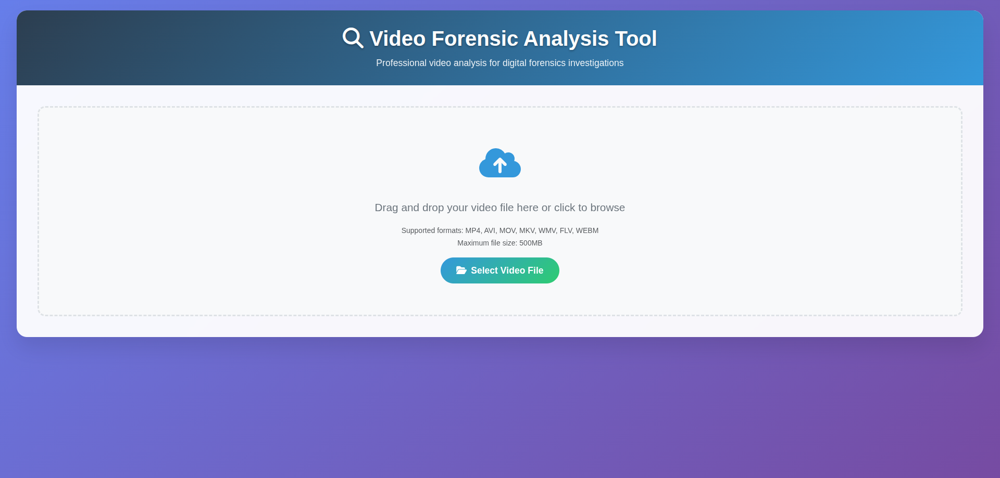 Video Forensic Analysis Tool
Professional video analysis for digital forensics investigations
Drag and drop your video file here or click to browse
Supported formats: MP4, AVI, MOV, MKV, WMV, FLV, WEBM
Maximum file size: 500MB
Select Video File